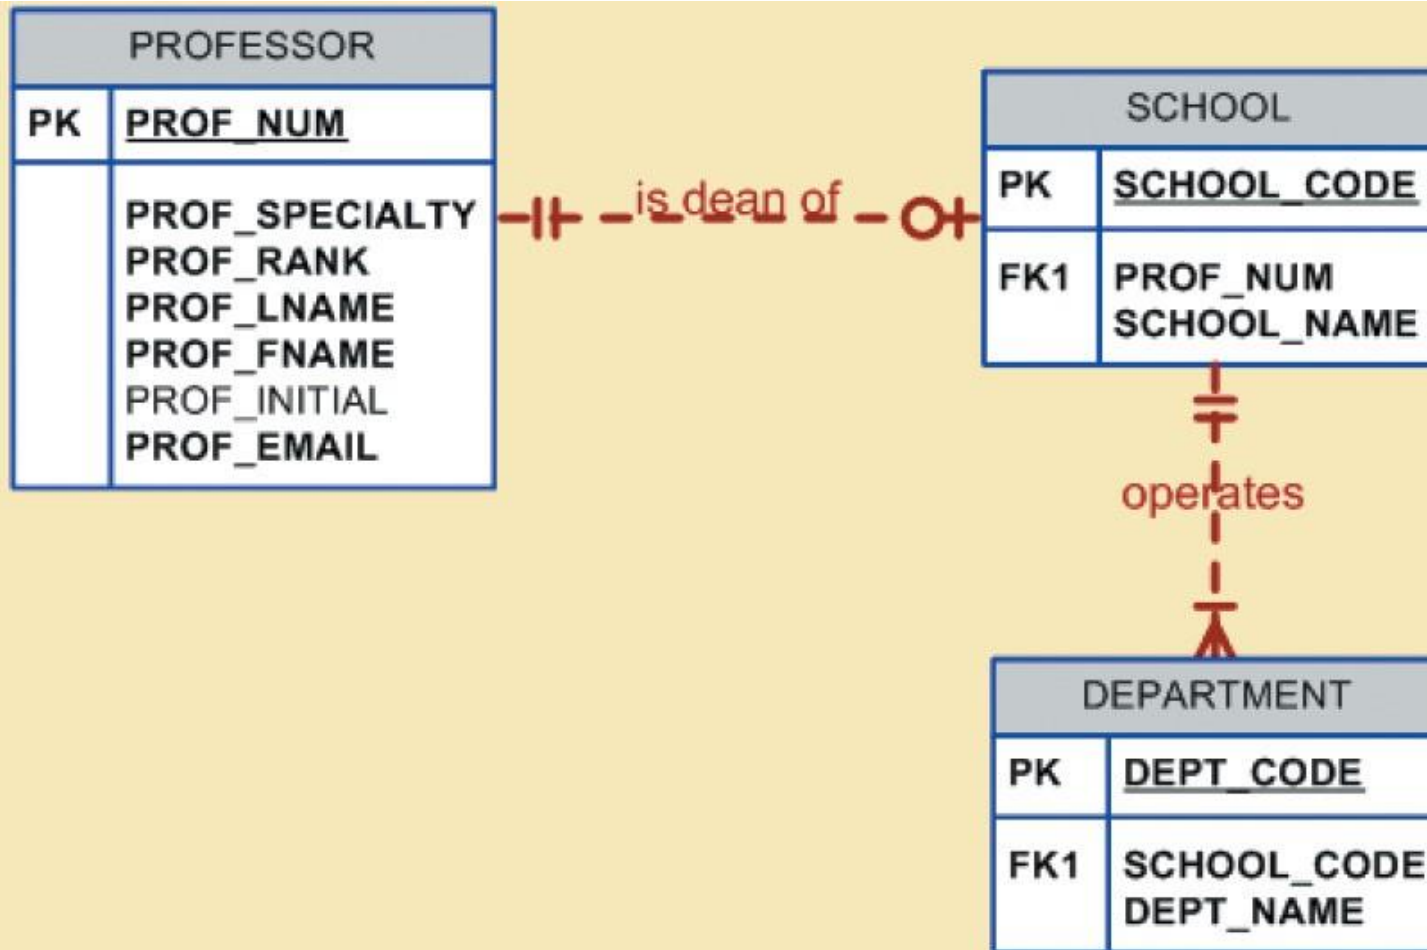 PROFESSOR
PK PROF_NUM
PROF_SPECIALTY
PROF_RANK
PROF_LNAME
PROF_FNAME
PROF_INITIAL
PROF_EMAIL
is dean of
SCHOOL
PK SCHOOL_CODE
FK1 PROF_NUM
SCHOOL_NAME
operates
DEPARTMENT
PK DEPT_CODE
FK1 SCHOOL_CODE
DEPT_NAME